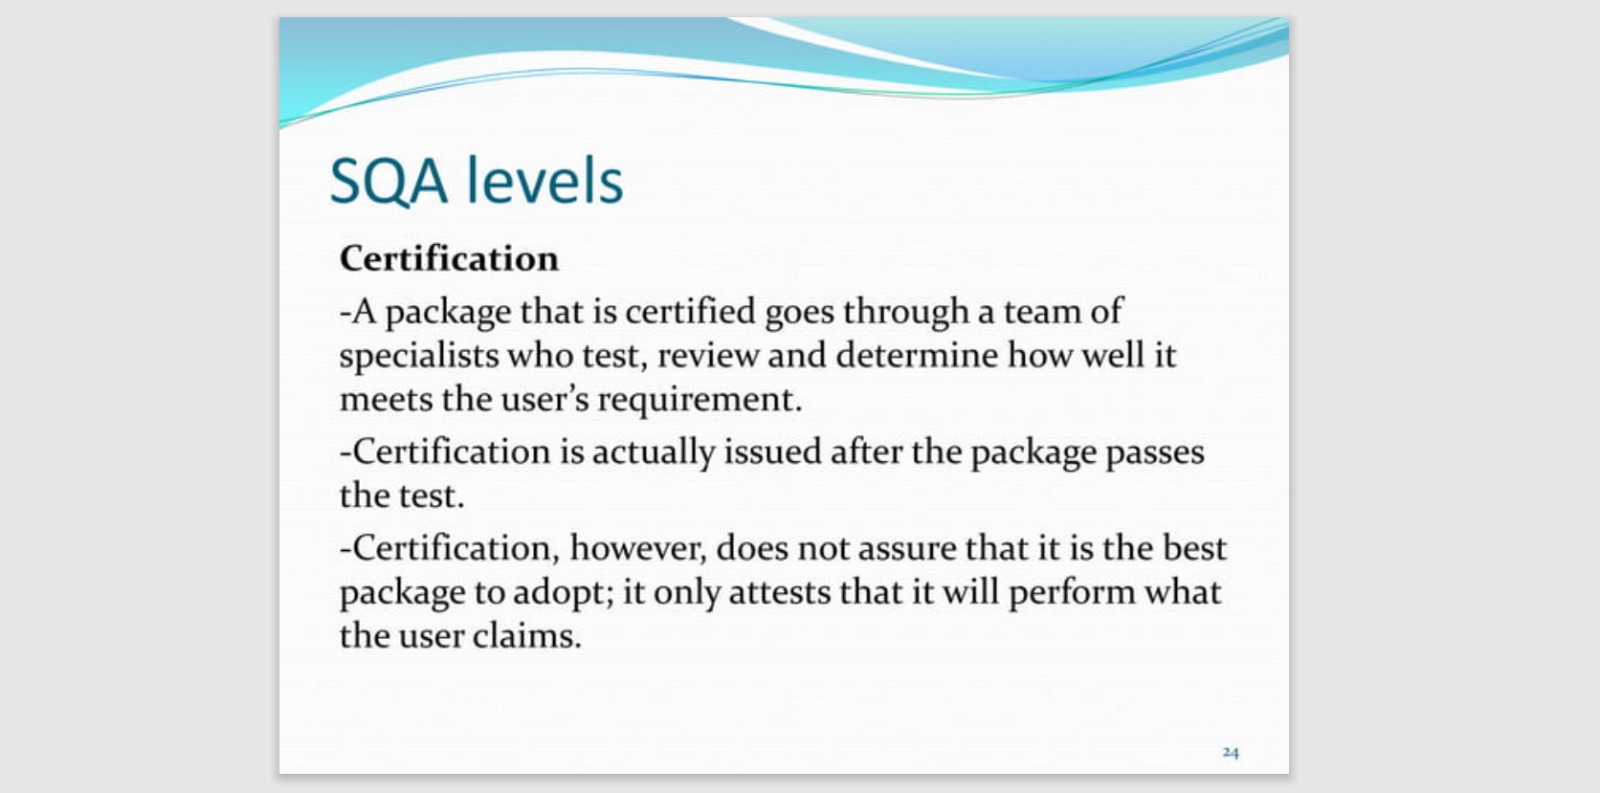 SQA levels
Certification
-A package that is certified goes through a team of
specialists who test, review and determine how well it
meets the user’s requirement.
-Certification is actually issued after the package passes
the test.
-Certification, however, does not assure that it is the best
package to adopt; it only attests that it will perform what
the user claims.
24